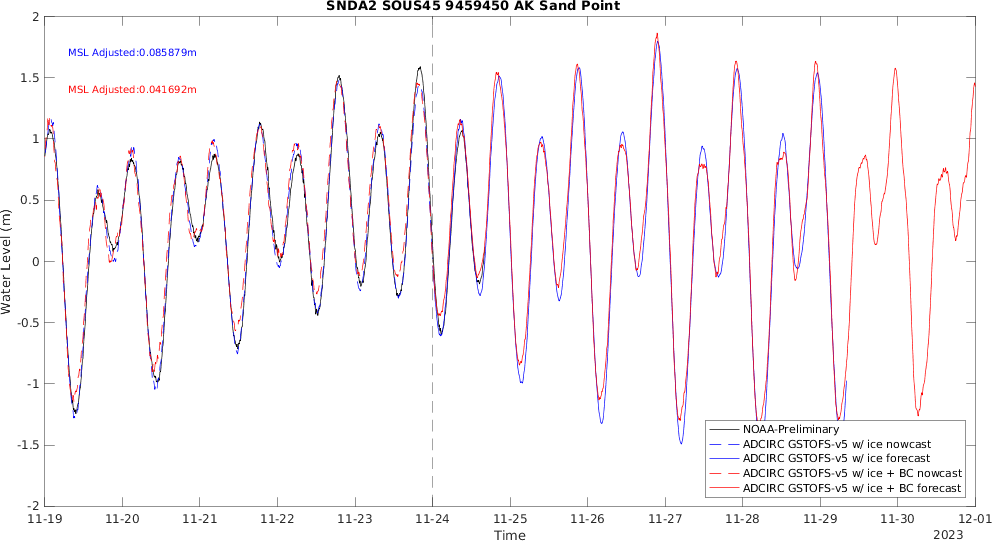 SNDA2 SOUS45 9459450 AK Sand Point
MSL Adjusted:0.085879m
MSL Adjusted:0.041692m
Water Level (m)
2
1.5
1
0.5
0
-0.5
-1
-1.5
-2
NOAA-Preliminary
ADCIRC GSTOFS-v5 w/ ice nowcast
ADCIRC GSTOFS-v5 w/ ice forecast
ADCIRC GSTOFS-v5 w/ ice + BC nowcast
ADCIRC GSTOFS-v5 w/ ice + BC forecast
11-19 11-20 11-21 11-22 11-23 11-24 11-25 11-26 11-27 11-28 11-29 11-30 12-01
Time
2023